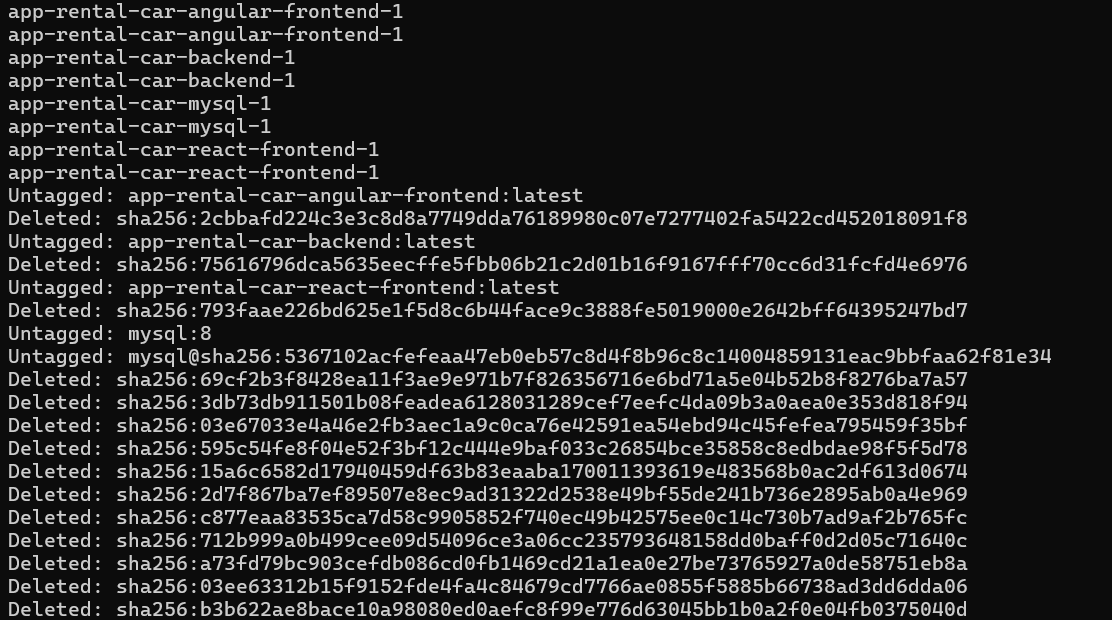 app-rental-car-angular-frontend-1
app-rental-car-angular-frontend-1
app-rental-car-backend-1
app-rental-car-backend-1
app-rental-car-mysql-1
app-rental-car-mysql-1
app-rental-car-react-frontend-1
app-rental-car-react-frontend-1
Untagged: app-rental-car-angular-frontend:latest
Deleted: sha256:2cbbafd224c3e3c8d8a7749dda76189980c07e7277402fa5422cd452018091f8
Untagged: app-rental-car-backend:latest
Deleted: sha256:75616796dca5635eecffe5fbb06b21c2d01b16f9167fff70cc6d31fcfd4e6976
Untagged: app-rental-car-react-frontend:latest
Deleted: sha256:793faae226bd625e1f5d8c6b44face9c3888fe5019000e2642bff64395247bd7
Untagged: mysql:8
Untagged: mysql@sha256:5367102acfefeaa47eb0eb57c8d4f8b96c8c14004859131eac9bbfaa62f81e34
Deleted: sha256:69cf2b3f8428ea11f3ae9e971b7f826356716e6bd71a5e04b52b8f8276ba7a57
Deleted: sha256:3db73db911501b08feadea6128031289cef7eefc4da09b3a0aea0e353d818f94
Deleted: sha256:03e67033e4a46e2fb3aec1a9c0ca76e42591ea54ebd94c45fefea795459f35bf
Deleted: sha256:595c54fe8f04e52f3bf12c444e9baf033c26854bce35858c8edbdae98f5f5d78
Deleted: sha256:15a6c6582d17940459df63b83eaaba170011393619e483568b0ac2df613d0674
Deleted: sha256:2d7f867ba7ef89507e8ec9ad31322d2538e49bf55de241b736e2895ab0a4e969
Deleted: sha256:c877eaa83535ca7d58c9905852f740ec49b42575ee0c14c730b7ad9af2b765fc
Deleted: sha256:712b999a0b499cee09d54096ce3a06cc235793648158dd0baff0d2d05c71640c
Deleted: sha256:a73fd79bc903cefdb086cd0fb1469cd21a1ea0e27be73765927a0de58751eb8a
Deleted: sha256:03ee63312b15f9152fde4fa4c84679cd7766ae0855f5885b66738ad3dd6dda06
Deleted: sha256:b3b622ae8bace10a98080ed0aefc8f99e776d63045bb1b0a2f0e04fb0375040d